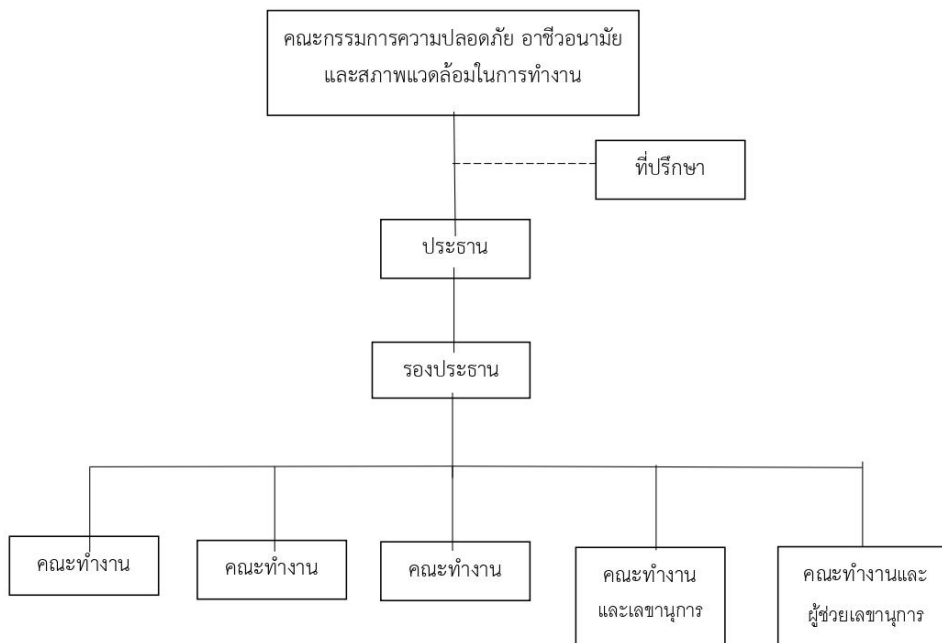 คณะกรรมการความปลอดภัย อาชีวอนามัย
และสภาพแวดล้อมในการทำงาน
ที่ปรึกษา
ประธาน
รองประธาน
คณะทำงาน
คณะทำงาน
คณะทำงาน
คณะทำงาน
และเลขานุการ
คณะทำงานและ
ผู้ช่วยเลขานุการ